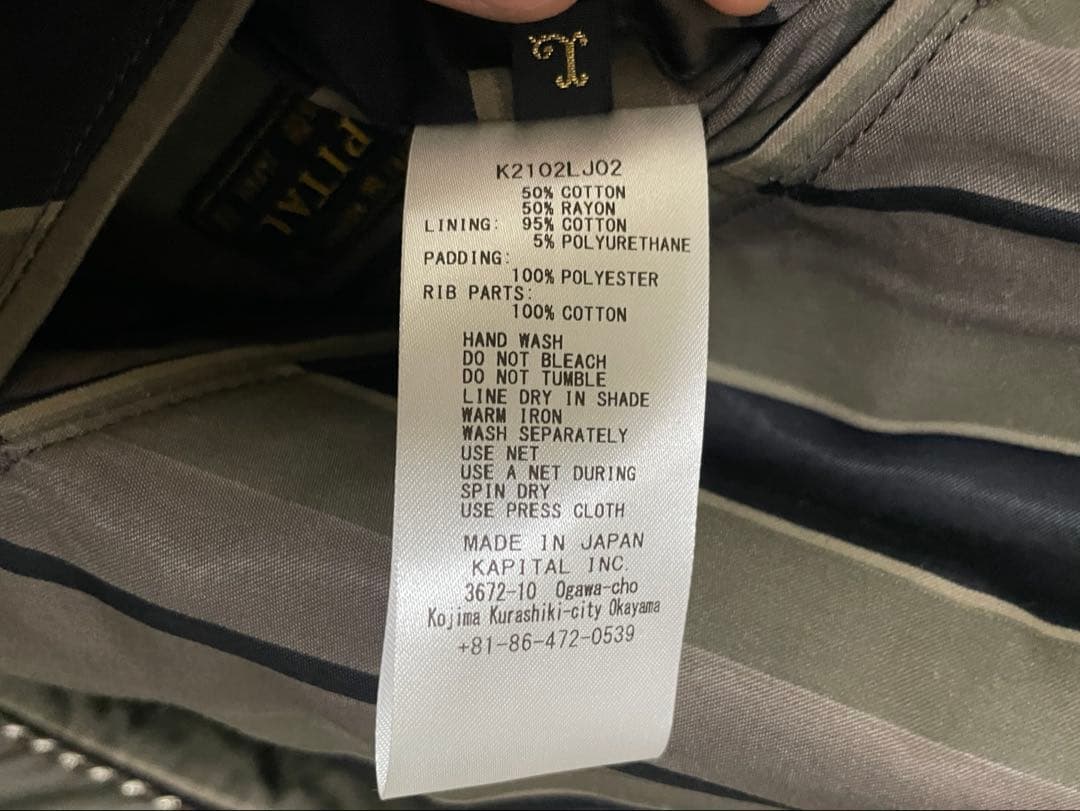 PITAL
K2102LJ02
50% COTTON
50% RAYON
LINING: 95% COTTON
5% POLYURETHANE
PADDING:
100% POLYESTER
RIB PARTS:
100% COTTON
HAND WASH
DO NOT BLEACH
DO NOT TUMBLE
LINE DRY IN SHADE
WARM IRON
WASH SEPARATELY
USE NET
USE A NET DURING
SPIN DRY
USE PRESS CLOTH
MADE IN JAPAN
KAPITAL INC.
3672-10 Ogawa-cho
Kojima Kurashiki-city Okayama
+81-86-472-0539